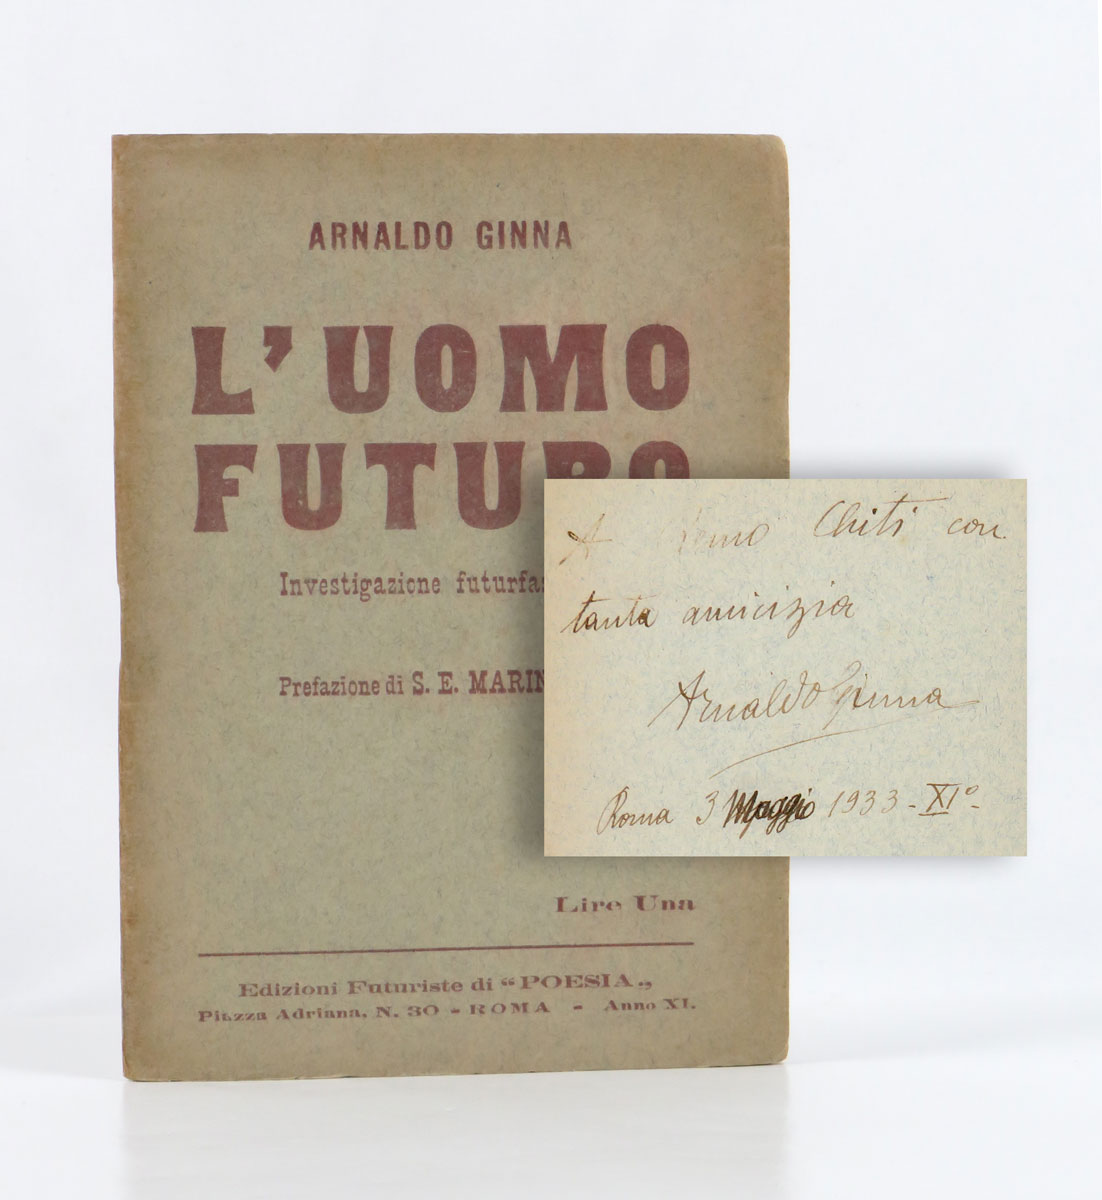 ARNALDO GINNA
L'UOMO
FUTURO
Investigazione futurfas
Prefazione di S. E. MARIN
Lire Una
Edizioni Futuriste di “POESIA„
Piazza Adriana, N. 30 - ROMA - Anno XI.
A Chiti con
tanta amicizia
Arnaldo Ginna
Roma 3 Maggio 1933 - XI° -